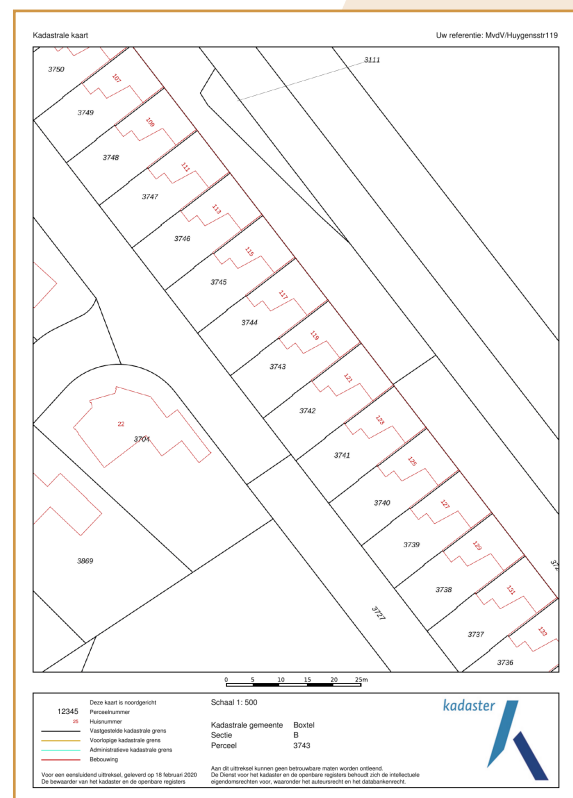 Kadastrale kaart
Uw referentie: MvdV/Huygensstr119
3111
3750
107
3749
109
3748
111
3747
113
3746
115
3745
117
3744
119
3743
121
3742
123
3741
125
3740
127
3739
129
3738
131
3737
133
3736
22
3704
3869
3727
0 5 10 15 20 25m
12345
25
Deze kaart is noordgericht
Perceelnummer
Huisnummer
Vastgestelde kadastrale grens
Voorlopige kadastrale grens
Administratieve kadastrale grens
Bebouwing
Voor een eensluidend uittreksel, geleverd op 18 februari 2020
De bewaarder van het kadaster en de openbare registers
Schaal 1: 500
Kadastrale gemeente Boxtel
Sectie B
Perceel 3743
Aan dit uittreksel kunnen geen betrouwbare maten worden ontleend.
De Dienst voor het kadaster en de openbare registers behoudt zich de intellectuele
eigendomsrechten voor, waaronder het auteursrecht en het databankenrecht.
kadaster